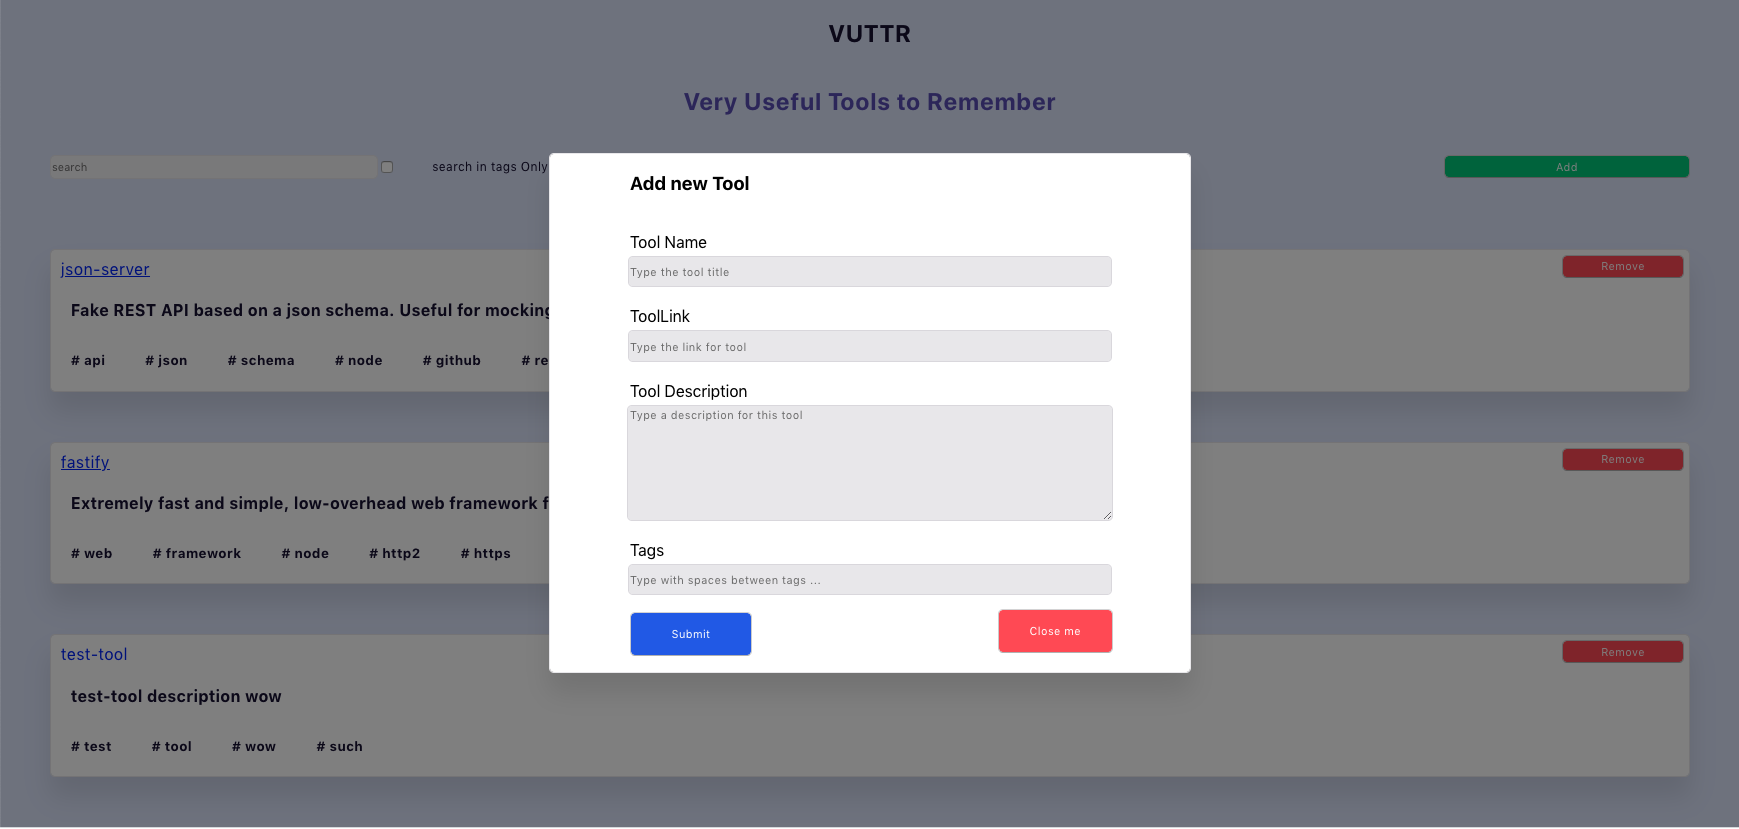 VUTTR
Very Useful Tools to Remember
search
search in tags Only
Add
Add new Tool
Tool Name
Type the tool title
ToolLink
Type the link for tool
Tool Description
Type a description for this tool
Tags
Type with spaces between tags ...
Submit
Close me
json-server
Remove
Fake REST API based on a json schema. Useful for mocking
# api # json # schema # node # github # re
fastify
Remove
Extremely fast and simple, low-overhead web framework f
# web # framework # node # http2 # https
test-tool
Remove
test-tool description wow
# test # tool # wow # such